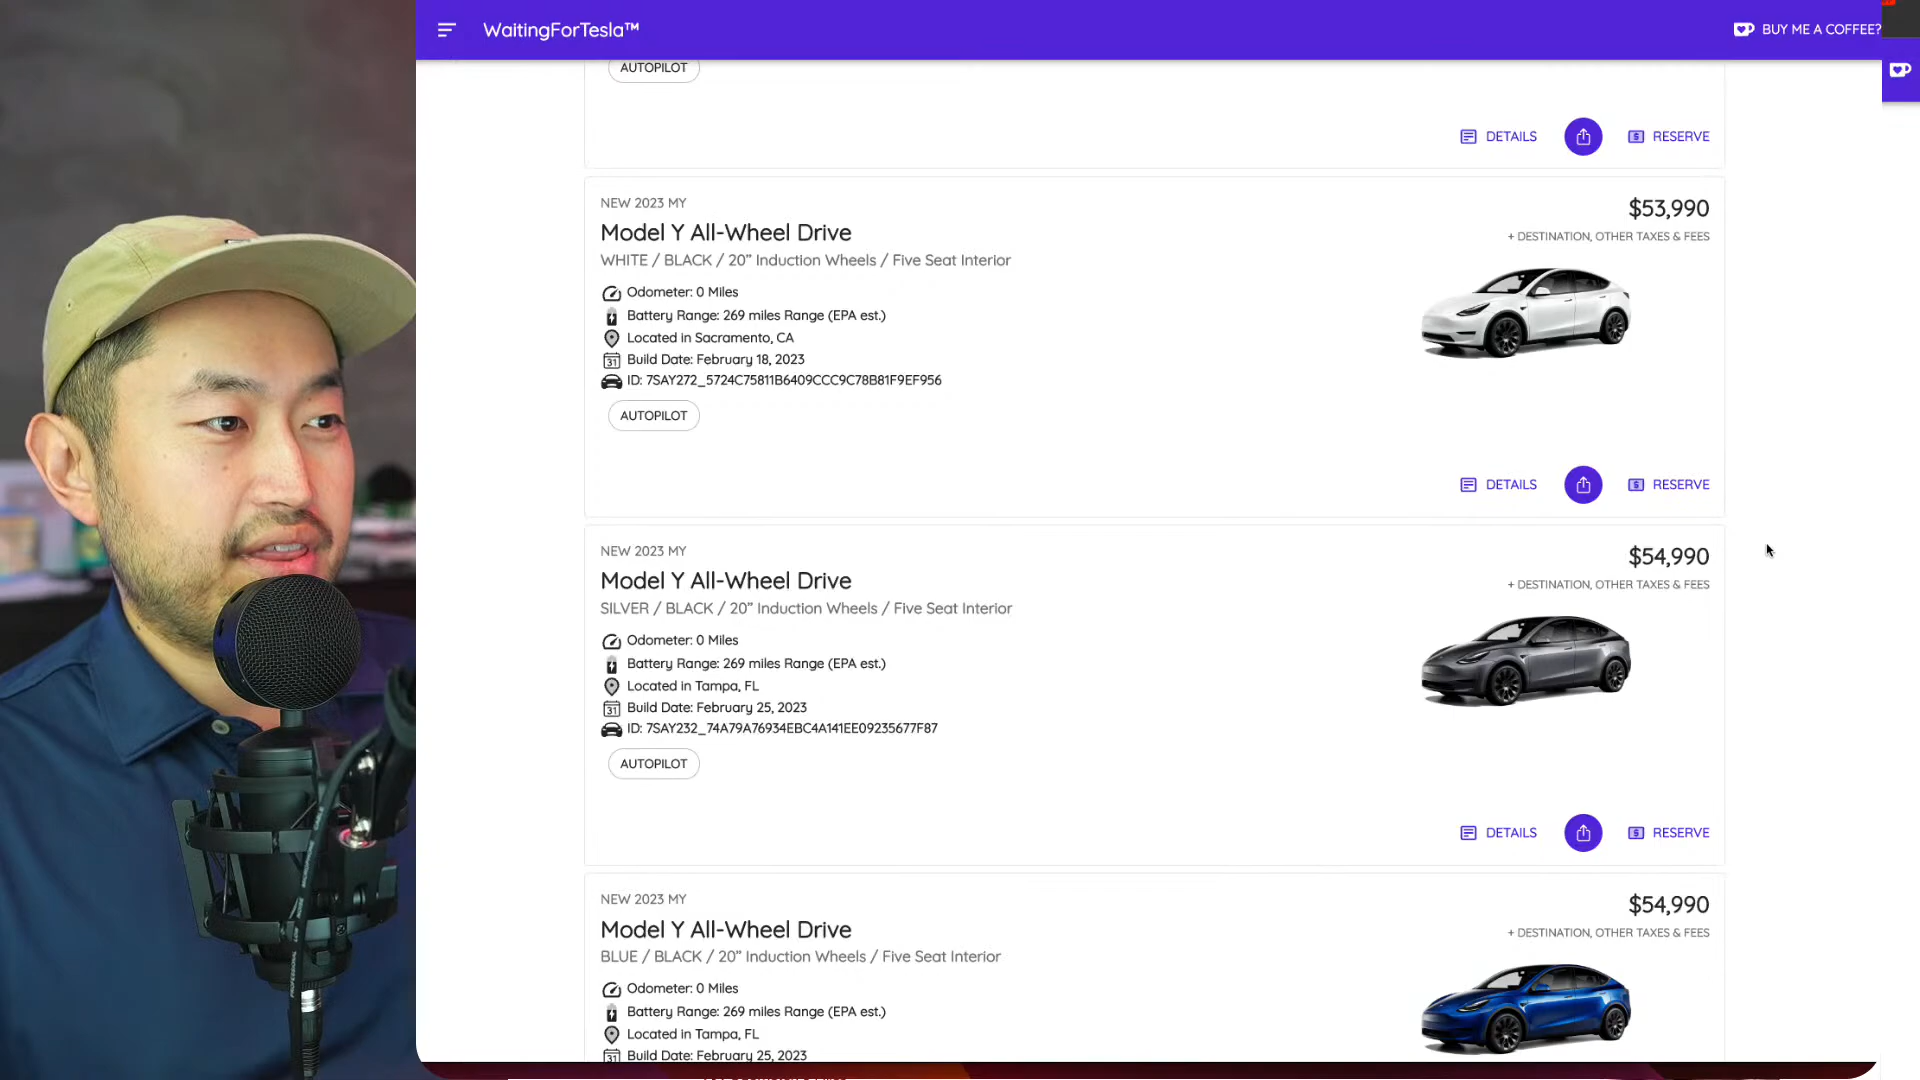 WaitingForTesla™
BUY ME A COFFEE?
AUTOPILOT
DETAILS
RESERVE
NEW 2023 MY
$53,990
Model Y All-Wheel Drive
+ DESTINATION, OTHER TAXES & FEES
WHITE / BLACK / 20” Induction Wheels / Five Seat Interior
Odometer: 0 Miles
Battery Range: 269 miles Range (EPA est.)
Located in Sacramento, CA
Build Date: February 18, 2023
ID: 7SAY272_5724C75811B6409CCC9C78B81F9EF956
AUTOPILOT
DETAILS
RESERVE
NEW 2023 MY
$54,990
Model Y All-Wheel Drive
+ DESTINATION, OTHER TAXES & FEES
SILVER / BLACK / 20” Induction Wheels / Five Seat Interior
Odometer: 0 Miles
Battery Range: 269 miles Range (EPA est.)
Located in Tampa, FL
Build Date: February 25, 2023
ID: 7SAY232_74A79A76934EBC4A141EE09235677F87
AUTOPILOT
DETAILS
RESERVE
NEW 2023 MY
$54,990
Model Y All-Wheel Drive
+ DESTINATION, OTHER TAXES & FEES
BLUE / BLACK / 20” Induction Wheels / Five Seat Interior
Odometer: 0 Miles
Battery Range: 269 miles Range (EPA est.)
Located in Tampa, FL
Build Date: February 25, 2023